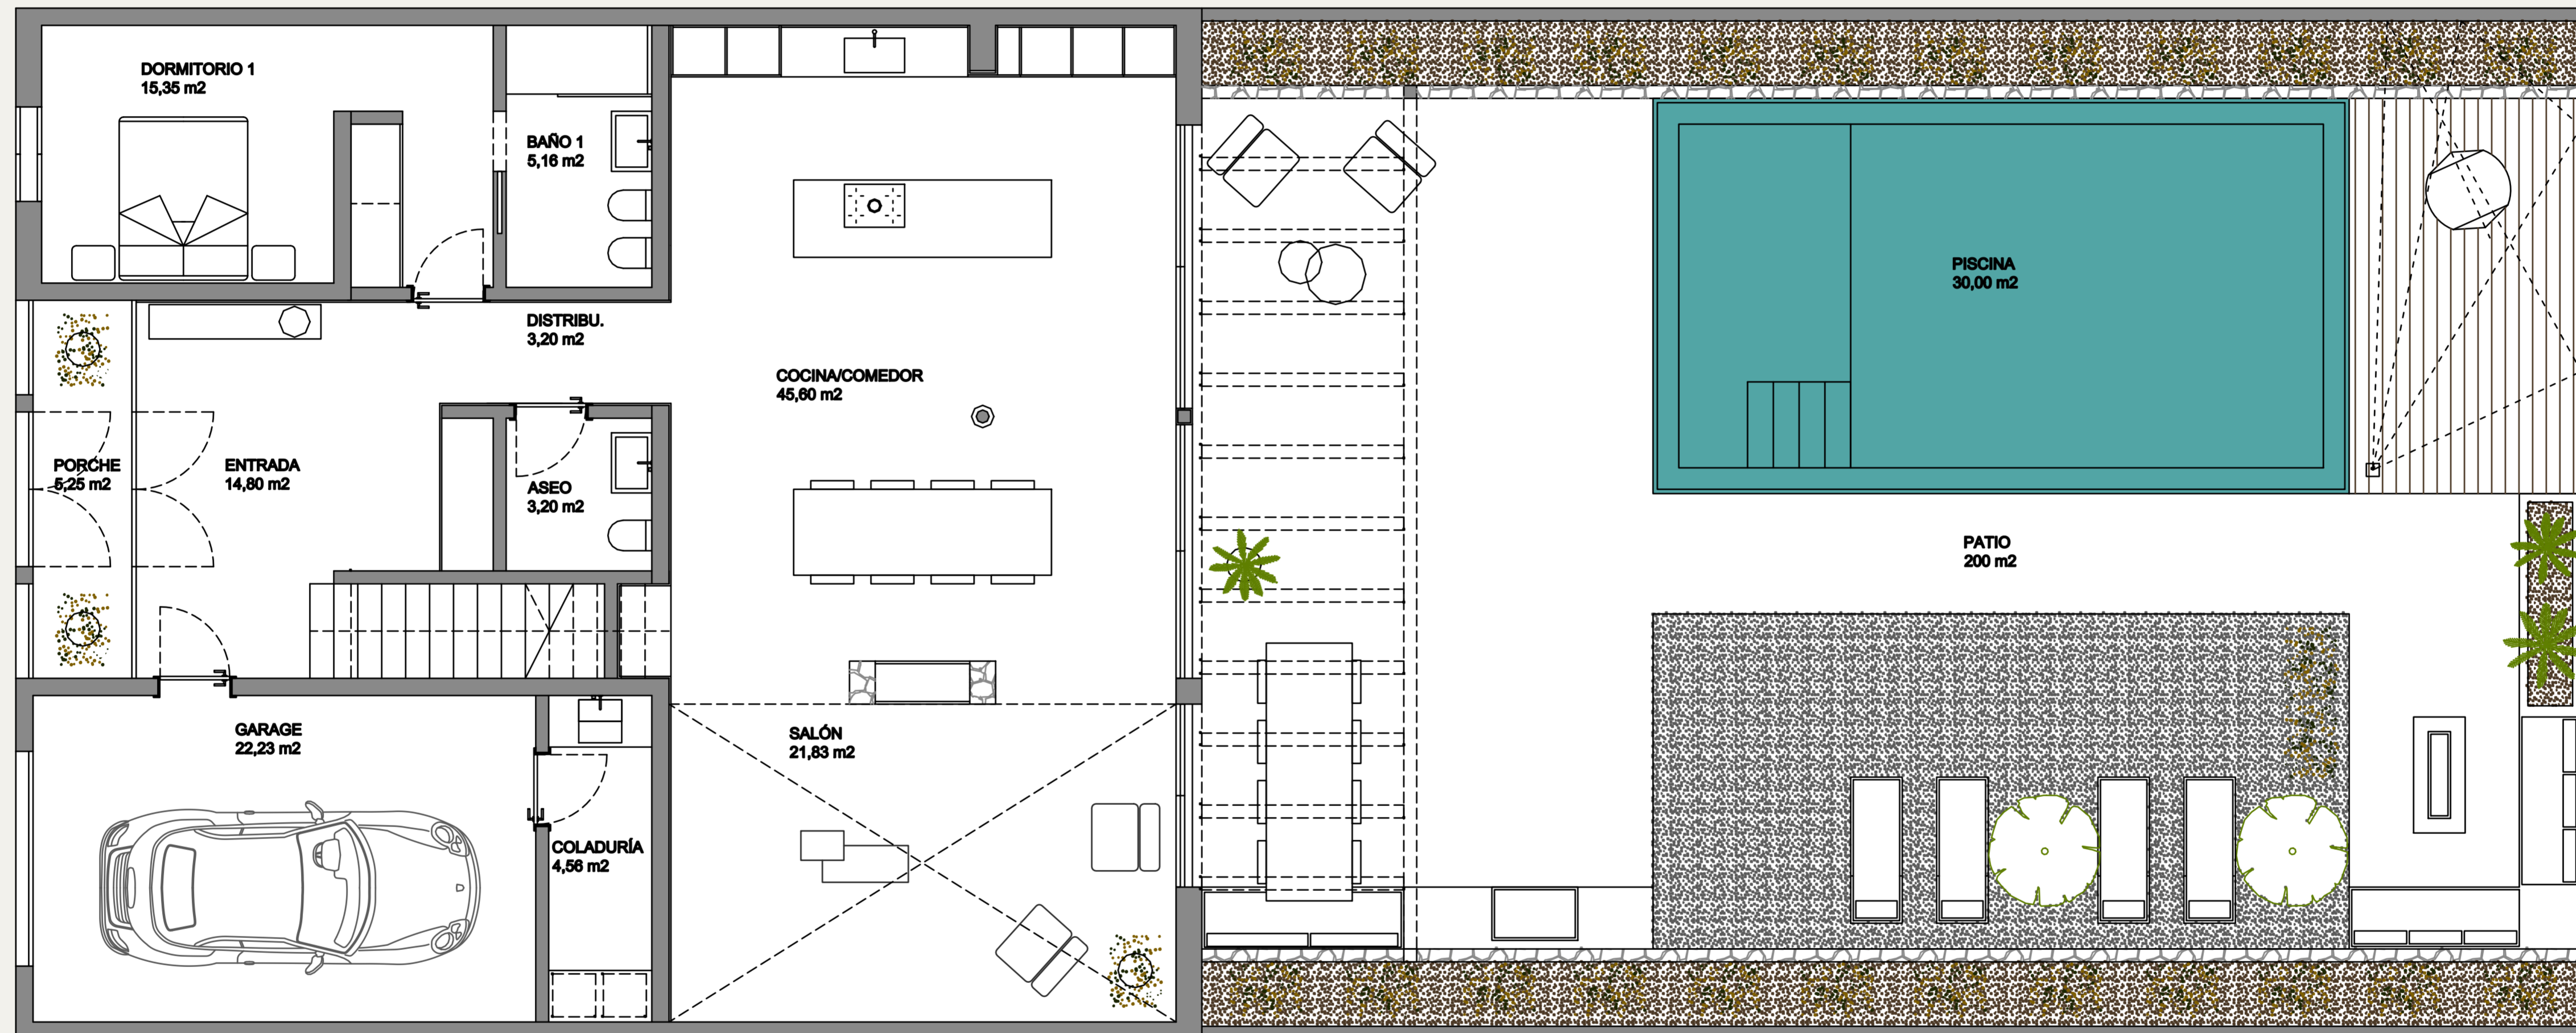 DORMITORIO 1
15,35 m2
BAÑO 1
5,16 m2
DISTRIBU.
3,20 m2
COCINA/COMEDOR
45,60 m2
PORCHE
5,25 m2
ENTRADA
14,80 m2
ASEO
3,20 m2
GARAGE
22,23 m2
COLADURÍA
4,56 m2
SALÓN
21,83 m2
PISCINA
30,00 m2
PATIO
200 m2